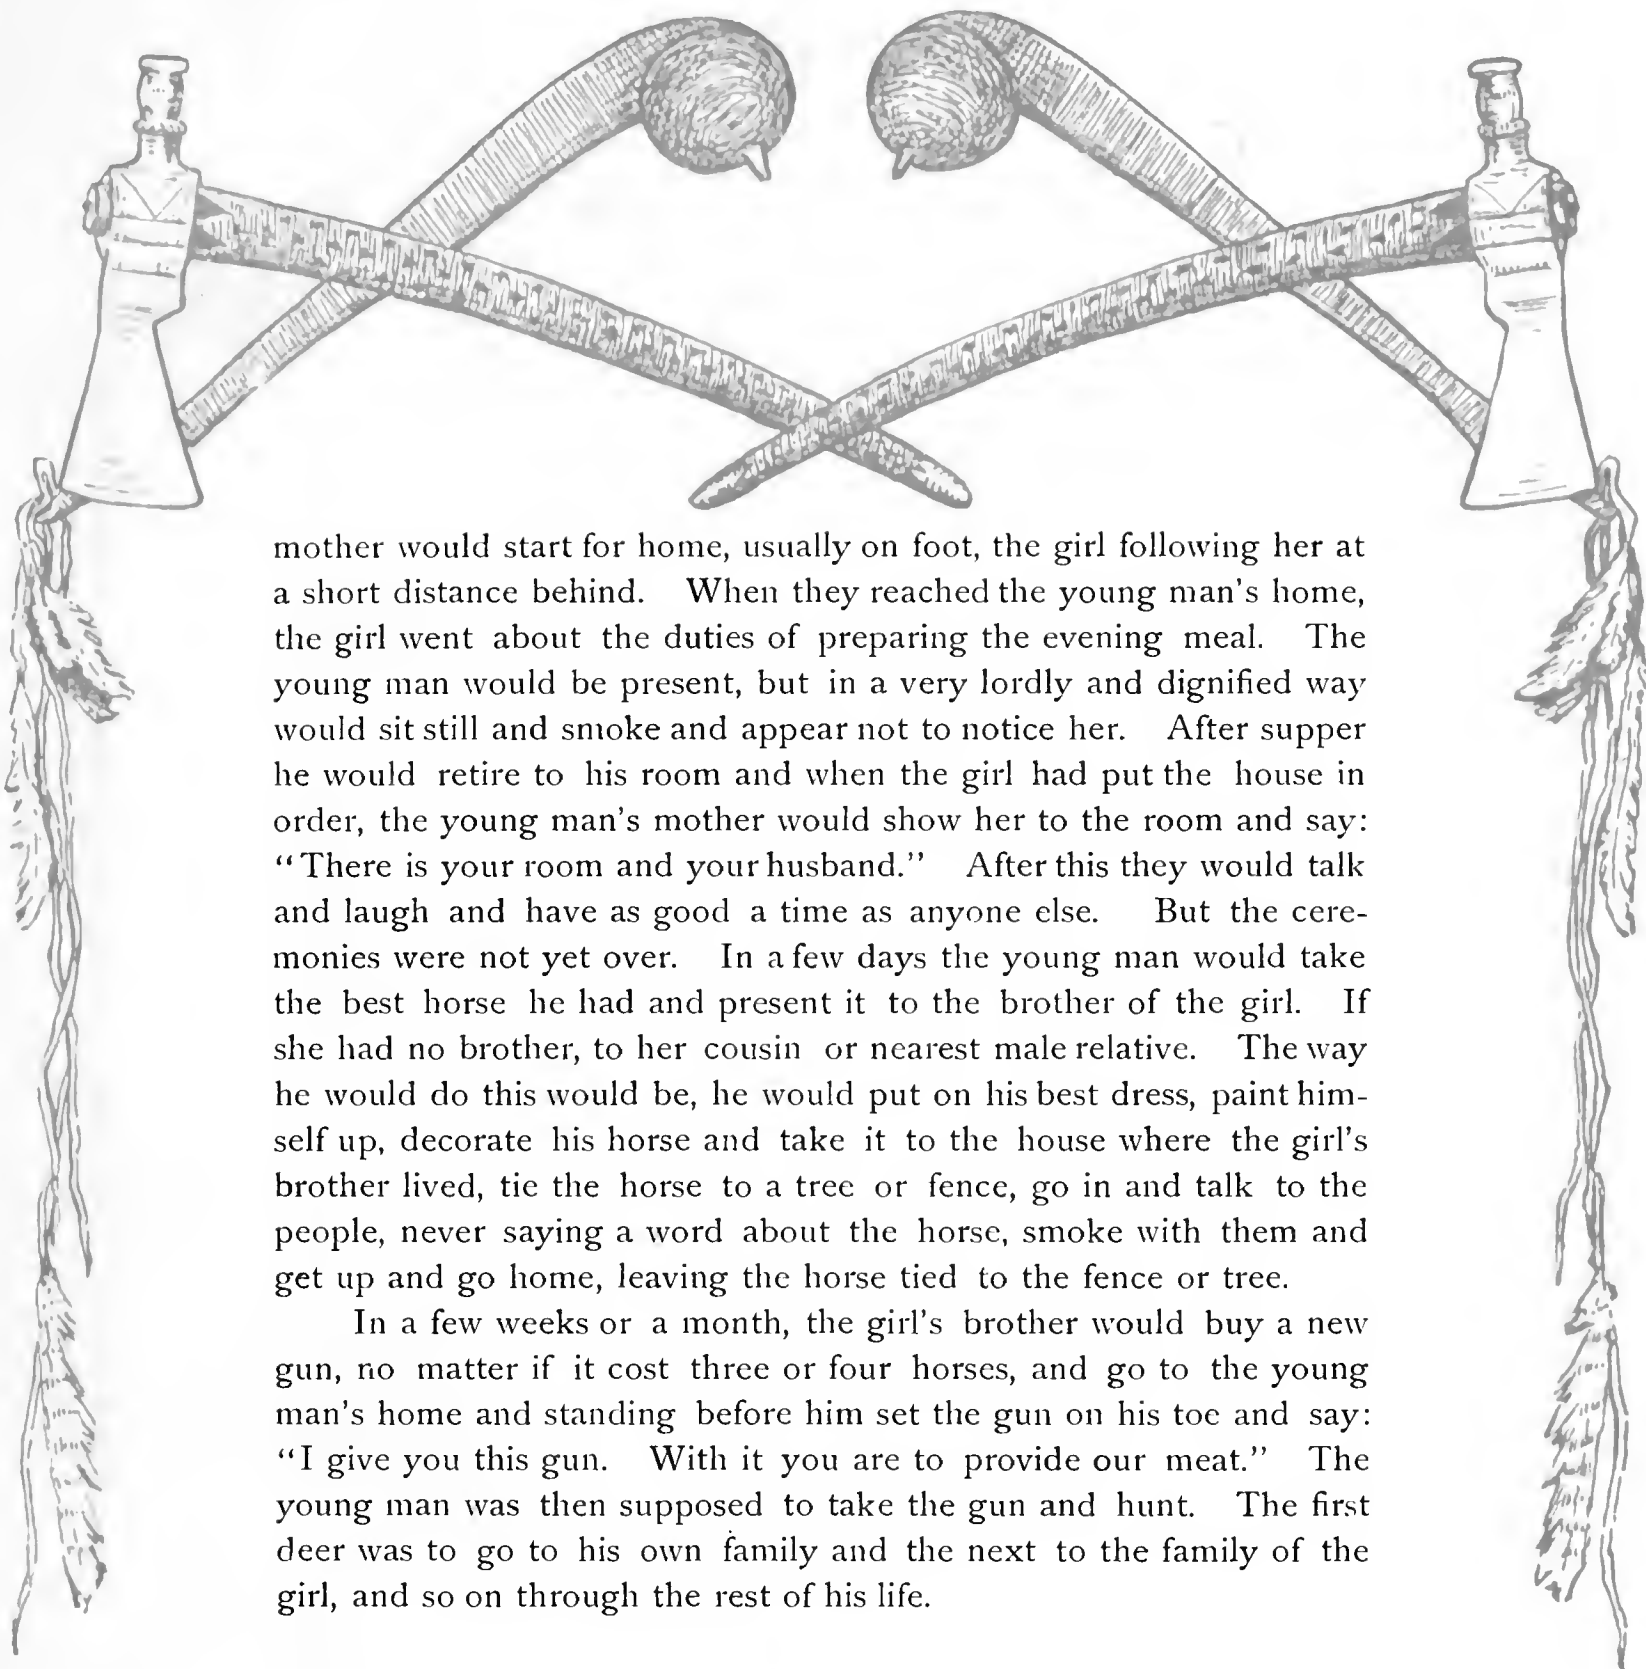 mother would start for home, usually on foot, the girl following her at
a short distance behind. When they reached the young man's home,
the girl went about the duties of preparing the evening meal. The
young man would be present, but in a very lordly and dignified way
would sit still and smoke and appear not to notice her. After supper
he would retire to his room and when the girl had put the house in
order, the young man's mother would show her to the room and say:
"There is your room and your husband." After this they would talk
and laugh and have as good a time as anyone else. But the cere-
monies were not yet over. In a few days the young man would take
the best horse he had and present it to the brother of the girl. If
she had no brother, to her cousin or nearest male relative. The way
he would do this would be, he would put on his best dress, paint him-
self up, decorate his horse and take it to the house where the girl's
brother lived, tie the horse to a tree or fence, go in and talk to the
people, never saying a word about the horse, smoke with them and
get up and go home, leaving the horse tied to the fence or tree.
In a few weeks or a month, the girl's brother would buy a new
gun, no matter if it cost three or four horses, and go to the young
man's home and standing before him set the gun on his toe and say:
"I give you this gun. With it you are to provide our meat." The
young man was then supposed to take the gun and hunt. The first
deer was to go to his own family and the next to the family of the
girl, and so on through the rest of his life.